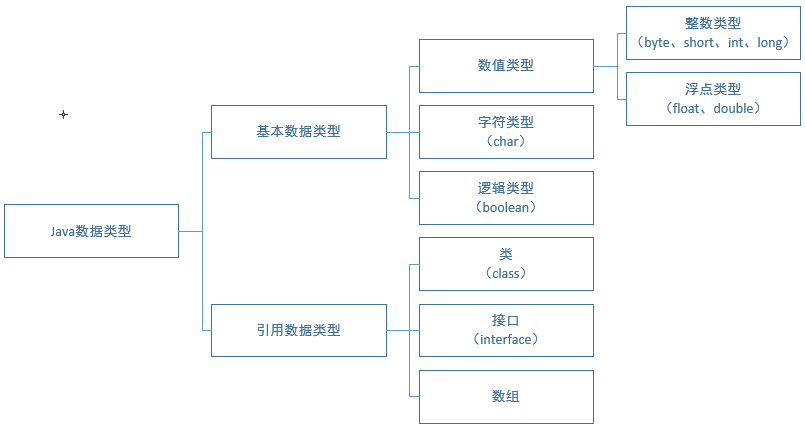 Java数据类型
基本数据类型
数值类型
整数类型
（byte、short、int、long）
浮点类型
（float、double）
字符类型
（char）
逻辑类型
（boolean）
引用数据类型
类
（class）
接口
（interface）
数组